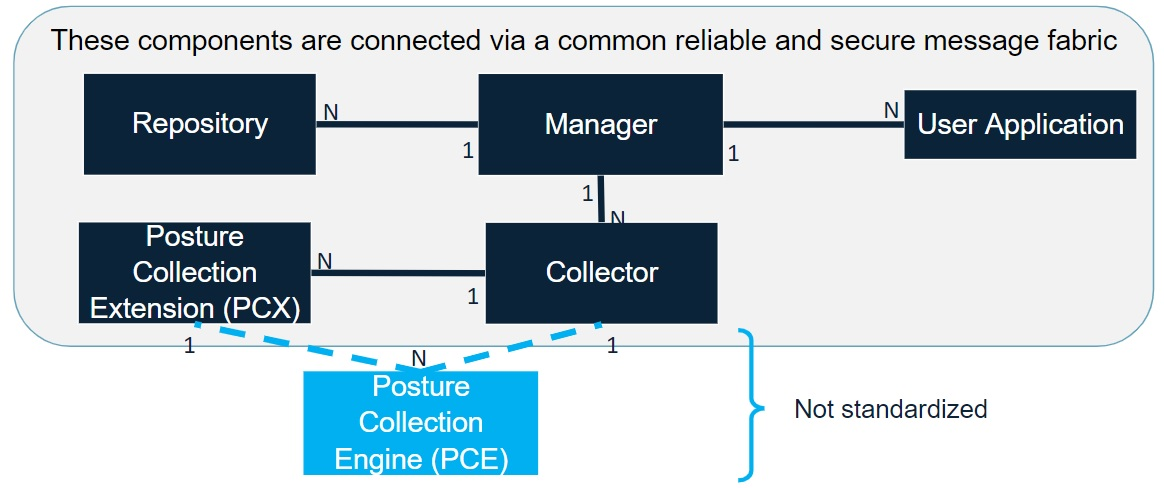 These components are connected via a common reliable and secure message fabric
Repository
N
1
Manager
1
N
User Application
1
N
Posture
Collection
Extension (PCX)
N
1
Collector
1
N
1
Posture
Collection
Engine (PCE)
Not standardized